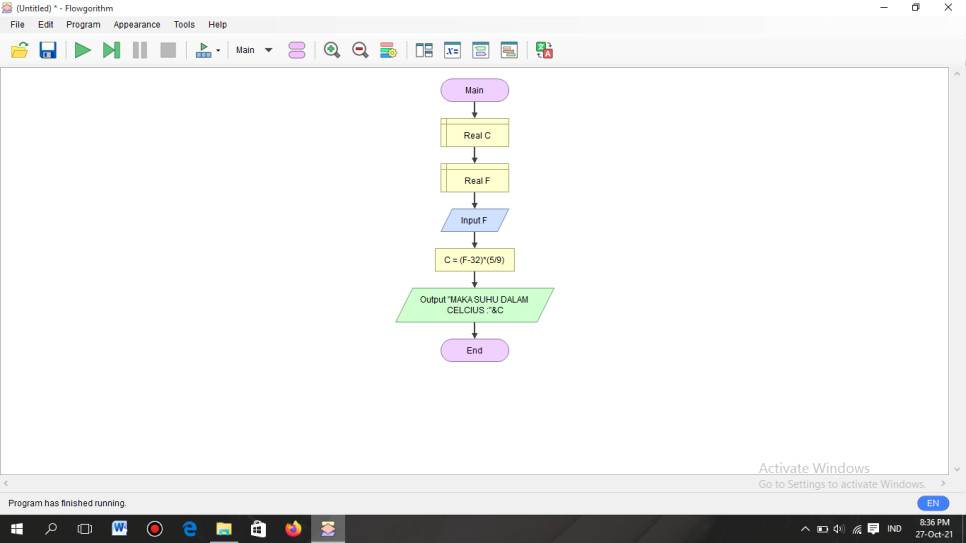 (Untitled) * - Flowgorithm
File Edit Program Appearance Tools Help
Main
Main
Real C
Real F
Input F
C = (F-32)*(5/9)
Output "MAKA SUHU DALAM
CELCIUS :"&C
End
Activate Windows
Go to Settings to activate Windows.
Program has finished running.
EN
IND
8:36 PM
27-Oct-21